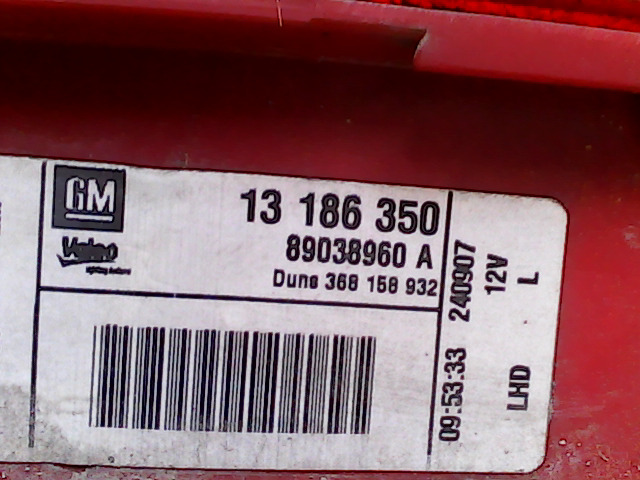 GM
13 186 350
Valeo
89038960 A
Duns 368 158 932
09:53:33 240907
12V
LHD L